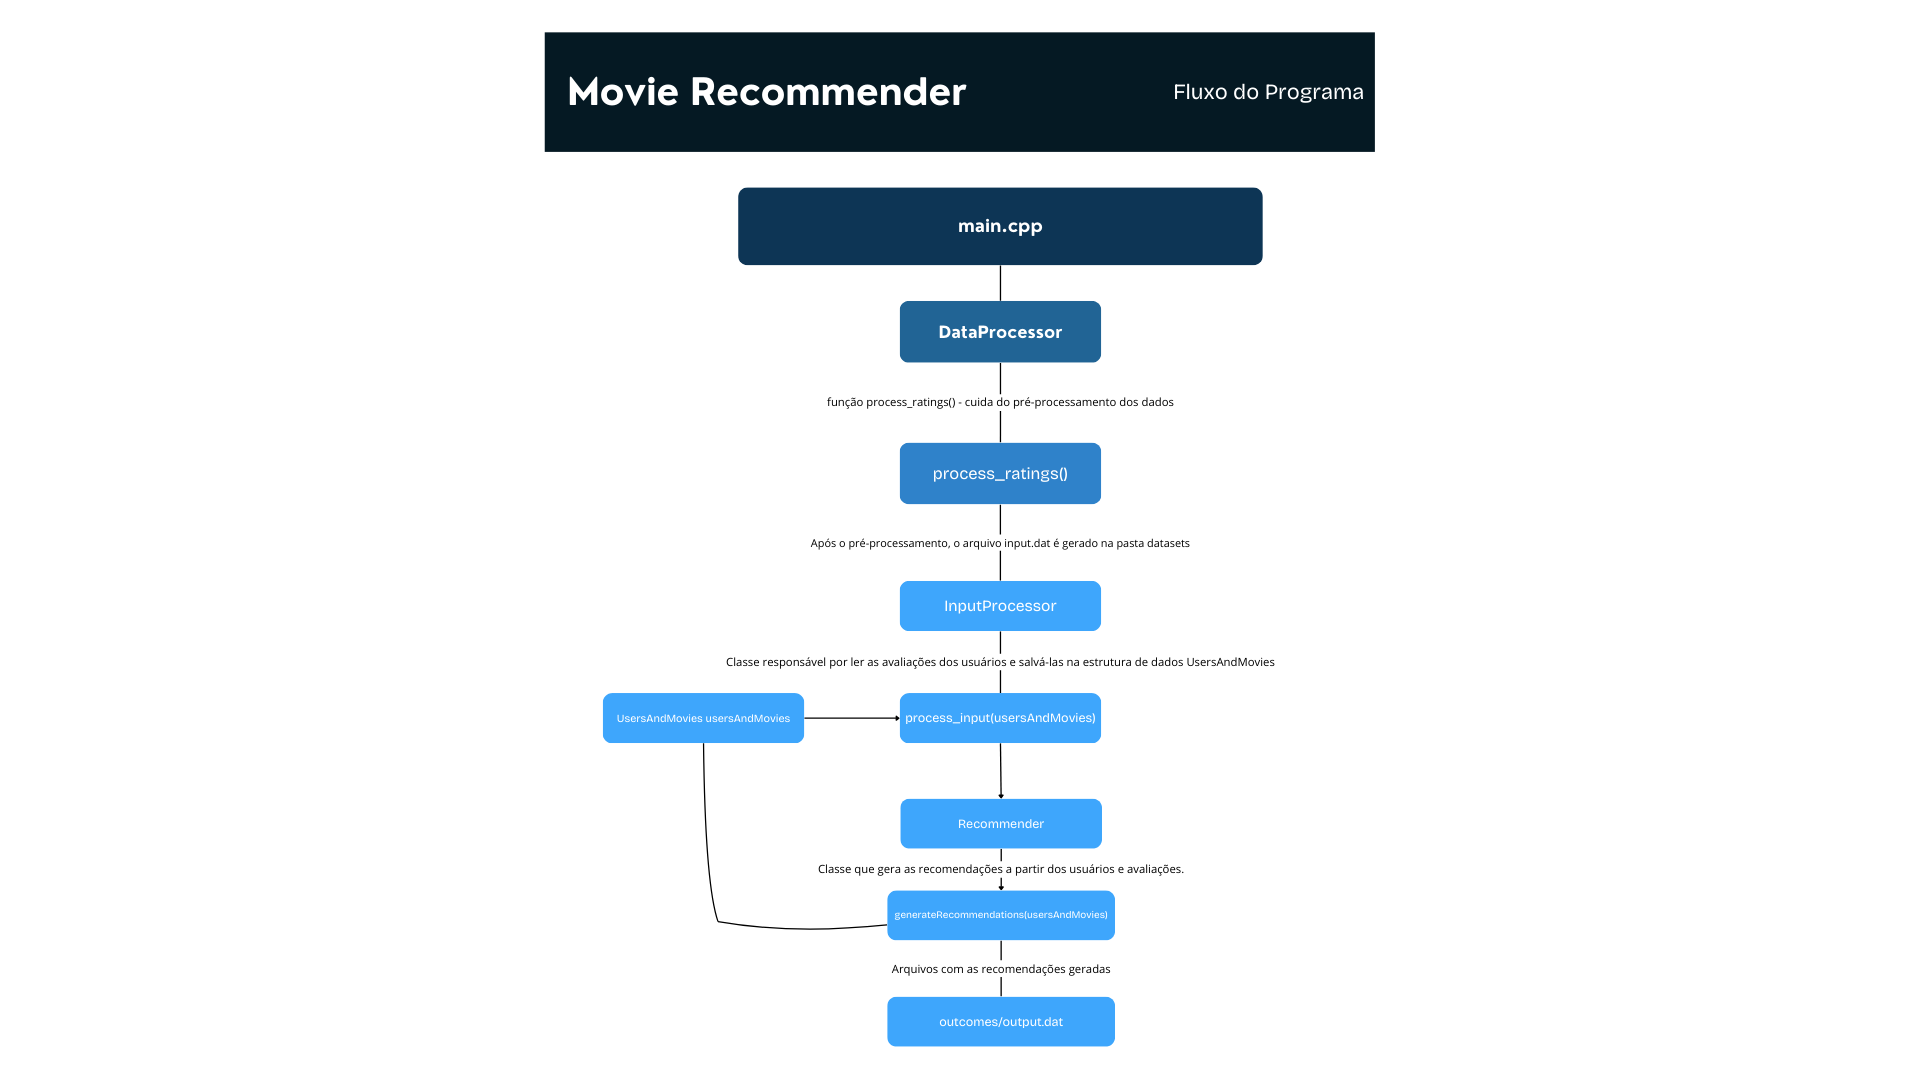 Movie Recommender
Fluxo do Programa
main.cpp
DataProcessor
função process_ratings() - cuida do pré-processamento dos dados
process_ratings()
Após o pré-processamento, o arquivo input.dat é gerado na pasta datasets
InputProcessor
Classe responsável por ler as avaliações dos usuários e salvá-las na estrutura de dados UsersAndMovies
UsersAndMovies usersAndMovies
process_input(usersAndMovies)
Recommender
Classe que gera as recomendações a partir dos usuários e avaliações.
generateRecommendations(usersAndMovies)
Arquivos com as recomendações geradas
outcomes/output.dat